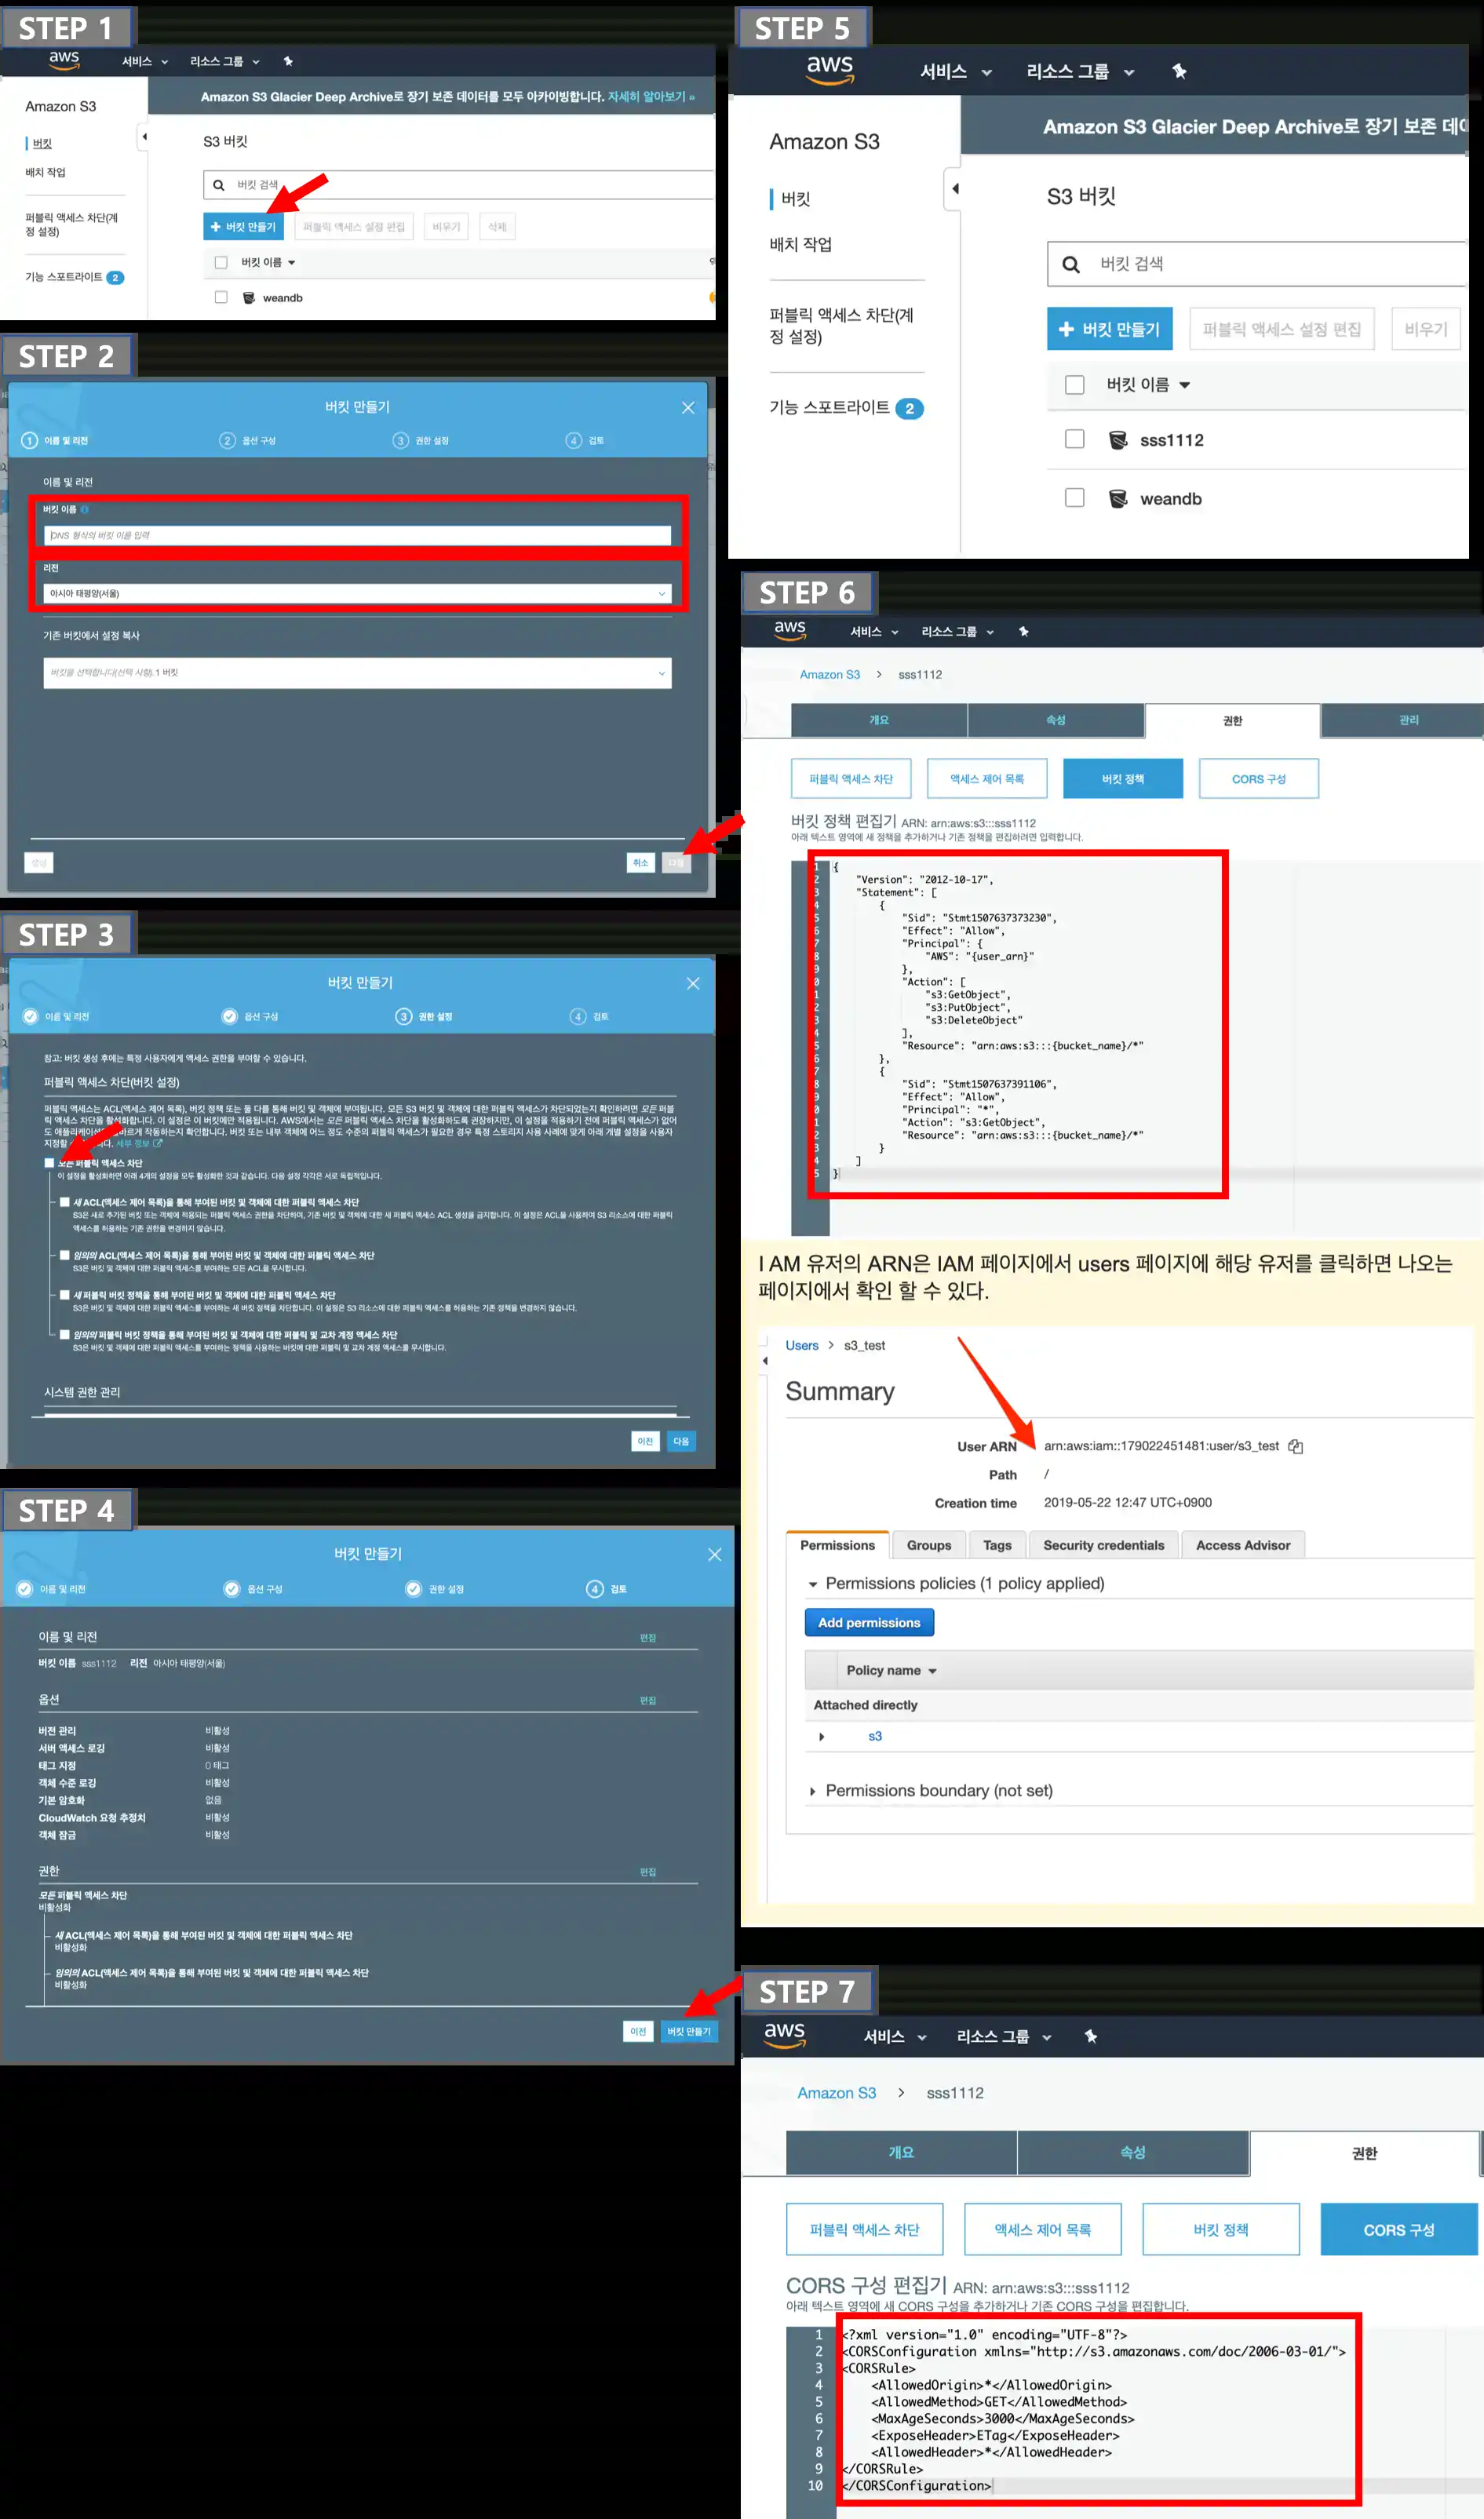 STEP 1
aws 서비스 리소스 그룹
Amazon S3
버킷
배치 작업
퍼블릭 액세스 차단(계
정 설정)
기능 스포트라이트 2
Amazon S3 Glacier Deep Archive로 장기 보존 데이터를 모두 아카이빙합니다. 자세히 알아보기 »
S3 버킷
버킷 검색
+ 버킷 만들기 퍼블릭 액세스 설정 편집 비우기 삭제
버킷 이름
weandb
STEP 2
버킷 만들기
1 이름 및 리전 2 옵션 구성 3 권한 설정 4 검토
이름 및 리전
버킷 이름
DNS 형식의 버킷 이름 입력
리전
아시아 태평양(서울)
기존 버킷에서 설정 복사
버킷을 선택합니다(선택 사항). 1 버킷
생성 취소 다음
STEP 3
버킷 만들기
이름 및 리전 옵션 구성 3 권한 설정 4 검토
참고: 버킷 생성 후에는 특정 사용자에게 액세스 권한을 부여할 수 있습니다.
퍼블릭 액세스 차단(버킷 설정)
퍼블릭 액세스는 ACL(액세스 제어 목록), 버킷 정책 또는 둘 다를 통해 버킷 및 객체에 부여됩니다. 모든 S3 버킷 및 객체에 대한 퍼블릭 액세스가 차단되었는지 확인하려면 모든 퍼블
릭 액세스 차단을 활성화합니다. 이 설정은 이 버킷에만 적용됩니다. AWS에서는 모든 퍼블릭 액세스 차단을 활성화하도록 권장하지만, 이 설정을 적용하기 전에 퍼블릭 액세스가 없어
도 애플리케이션 바르게 작동하는지 확인합니다. 버킷 또는 내부 객체에 어느 정도 수준의 퍼블릭 액세스가 필요한 경우 특정 스토리지 사용 사례에 맞게 아래 개별 설정을 사용자
지정할 니다. 세부 정보
모든 퍼블릭 액세스 차단
이 설정을 활성화하면 아래 4개의 설정을 모두 활성화한 것과 같습니다. 다음 설정 각각은 서로 독립적입니다.
새 ACL(액세스 제어 목록)을 통해 부여된 버킷 및 객체에 대한 퍼블릭 액세스 차단
S3은 새로 추가된 버킷 또는 객체에 적용되는 퍼블릭 액세스 권한을 차단하며, 기존 버킷 및 객체에 대한 새 퍼블릭 액세스 ACL 생성을 금지합니다. 이 설정은 ACL을 사용하여 S3 리소스에 대한 퍼블릭
액세스를 허용하는 기존 권한을 변경하지 않습니다.
임의의 ACL(액세스 제어 목록)을 통해 부여된 버킷 및 객체에 대한 퍼블릭 액세스 차단
S3은 버킷 및 객체에 대한 퍼블릭 액세스를 부여하는 모든 ACL을 무시합니다.
새 퍼블릭 버킷 정책을 통해 부여된 버킷 및 객체에 대한 퍼블릭 액세스 차단
S3은 버킷 및 객체에 대한 퍼블릭 액세스를 부여하는 새 버킷 정책을 차단합니다. 이 설정은 S3 리소스에 대한 퍼블릭 액세스를 허용하는 기존 정책을 변경하지 않습니다.
임의의 퍼블릭 버킷 정책을 통해 부여된 버킷 및 객체에 대한 퍼블릭 및 교차 계정 액세스 차단
S3은 버킷 및 객체에 대한 퍼블릭 액세스를 부여하는 정책을 사용하는 버킷에 대한 퍼블릭 및 교차 계정 액세스를 무시합니다.
시스템 권한 관리
이전 다음
STEP 4
버킷 만들기
이름 및 리전 옵션 구성 권한 설정 4 검토
이름 및 리전 편집
버킷 이름 sss1112 리전 아시아 태평양(서울)
옵션 편집
버전 관리 비활성
서버 액세스 로깅 비활성
태그 지정 0 태그
객체 수준 로깅 비활성
기본 암호화 없음
CloudWatch 요청 추정치 비활성
객체 잠금 비활성
권한 편집
모든 퍼블릭 액세스 차단
비활성화
새 ACL(액세스 제어 목록)을 통해 부여된 버킷 및 객체에 대한 퍼블릭 액세스 차단
비활성화
임의의 ACL(액세스 제어 목록)을 통해 부여된 버킷 및 객체에 대한 퍼블릭 액세스 차단
비활성화
이전 버킷 만들기
STEP 5
aws 서비스 리소스 그룹
Amazon S3
버킷
배치 작업
퍼블릭 액세스 차단(계
정 설정)
기능 스포트라이트 2
Amazon S3 Glacier Deep Archive로 장기 보존 데
S3 버킷
버킷 검색
+ 버킷 만들기 퍼블릭 액세스 설정 편집 비우기
버킷 이름
sss1112
weandb
STEP 6
aws 서비스 리소스 그룹
Amazon S3 > sss1112
개요 속성 권한 관리
퍼블릭 액세스 차단 액세스 제어 목록 버킷 정책 CORS 구성
버킷 정책 편집기 ARN: arn:aws:s3:::sss1112
아래 텍스트 영역에 새 정책을 추가하거나 기존 정책을 편집하려면 입력합니다.
1 {
2 "Version": "2012-10-17",
3 "Statement": [
4 {
5 "Sid": "Stmt1507637373230",
6 "Effect": "Allow",
7 "Principal": {
8 "AWS": "{user_arn}"
9 },
0 "Action": [
1 "s3:GetObject",
2 "s3:PutObject",
3 "s3:DeleteObject"
4 ],
5 "Resource": "arn:aws:s3:::{bucket_name}/*"
6 },
7 {
8 "Sid": "Stmt1507637391106",
9 "Effect": "Allow",
0 "Principal": "*",
1 "Action": "s3:GetObject",
2 "Resource": "arn:aws:s3:::{bucket_name}/*"
3 }
4 ]
5 }
I AM 유저의 ARN은 IAM 페이지에서 users 페이지에 해당 유저를 클릭하면 나오는
페이지에서 확인 할 수 있다.
Users > s3_test
Summary
User ARN arn:aws:iam::179022451481:user/s3_test
Path /
Creation time 2019-05-22 12:47 UTC+0900
Permissions Groups Tags Security credentials Access Advisor
Permissions policies (1 policy applied)
Add permissions
Policy name
Attached directly
s3
Permissions boundary (not set)
STEP 7
aws 서비스 리소스 그룹
Amazon S3 > sss1112
개요 속성 권한
퍼블릭 액세스 차단 액세스 제어 목록 버킷 정책 CORS 구성
CORS 구성 편집기 ARN: arn:aws:s3:::sss1112
아래 텍스트 영역에 새 CORS 구성을 추가하거나 기존 CORS 구성을 편집합니다.
1 <?xml version="1.0" encoding="UTF-8"?>
2 <CORSConfiguration xmlns="http://s3.amazonaws.com/doc/2006-03-01/">
3 <CORSRule>
4 <AllowedOrigin>*</AllowedOrigin>
5 <AllowedMethod>GET</AllowedMethod>
6 <MaxAgeSeconds>3000</MaxAgeSeconds>
7 <ExposeHeader>ETag</ExposeHeader>
8 <AllowedHeader>*</AllowedHeader>
9 </CORSRule>
10 </CORSConfiguration>